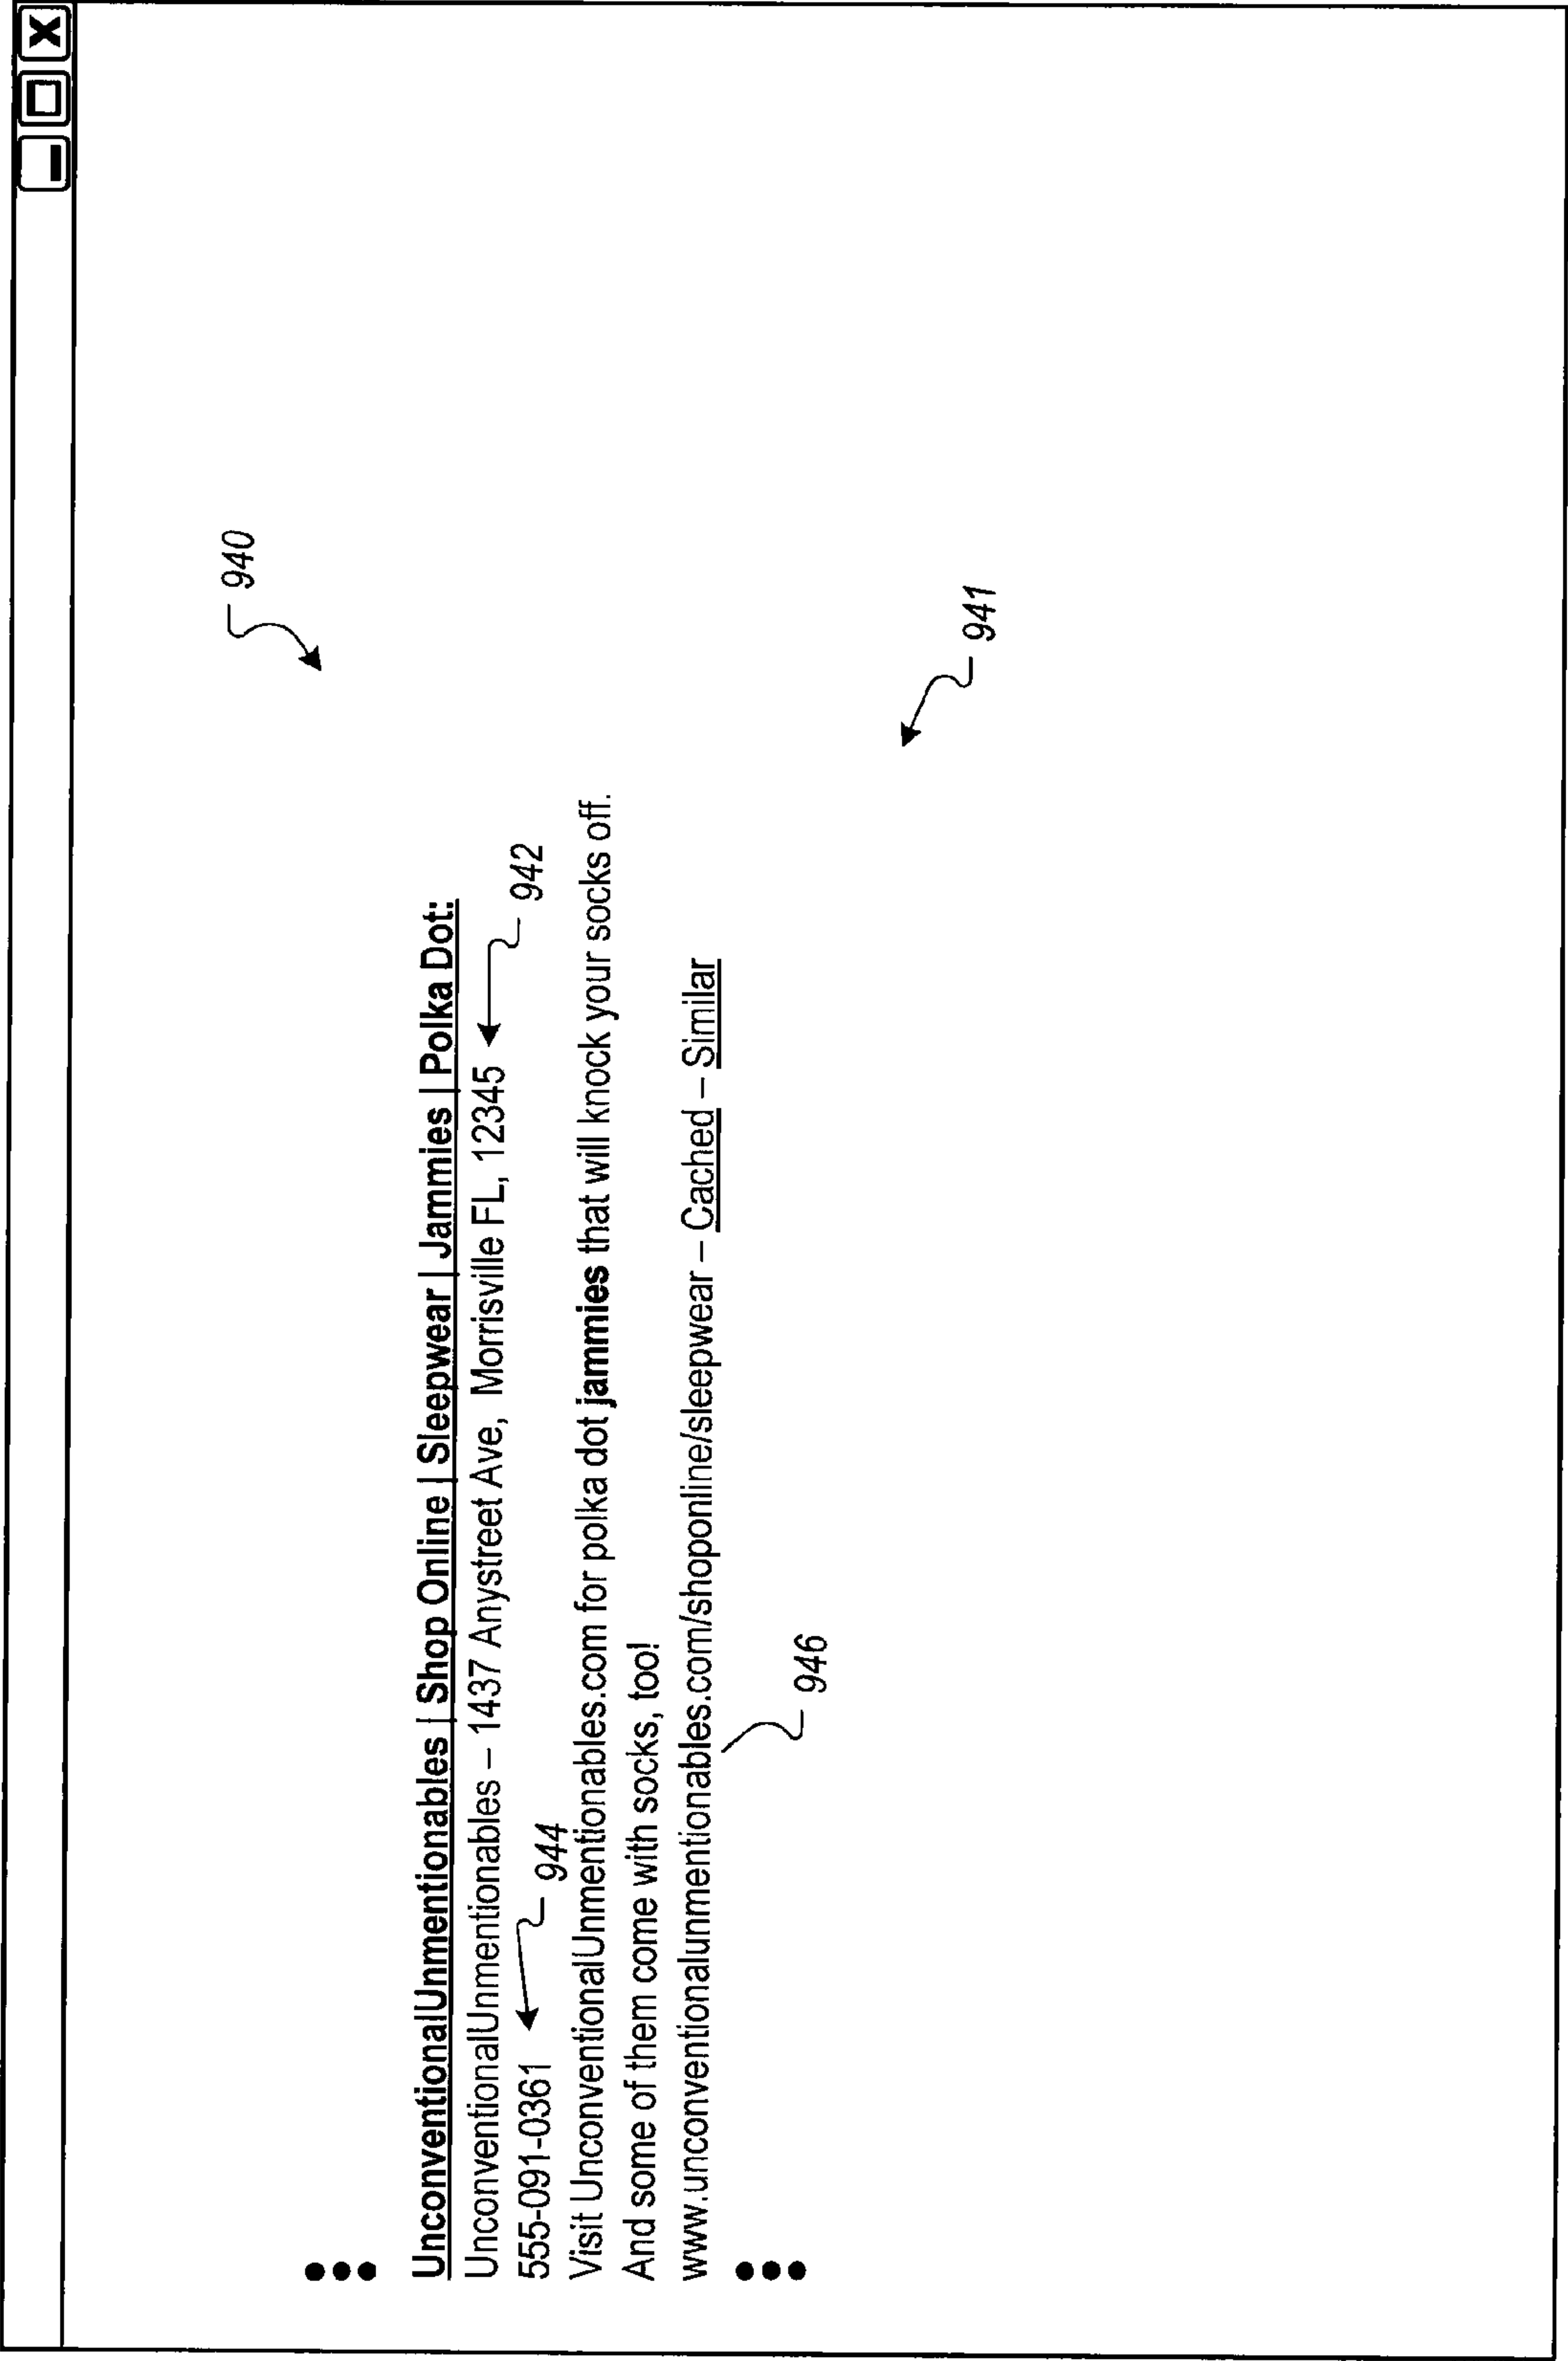 940
UnconventionalUnmentionables | Shop Online | Sleepwear | Jammies | Polka Dot:
UnconventionalUnmentionables – 1437 Anystreet Ave, Morrisville FL, 12345
942
555-091-0361
944
Visit UnconventionalUnmentionables.com for polka dot jammies that will knock your socks off.
And some of them come with socks, too!
www.unconventionalunmentionables.com/shoponline/sleepwear – Cached – Similar
946
941